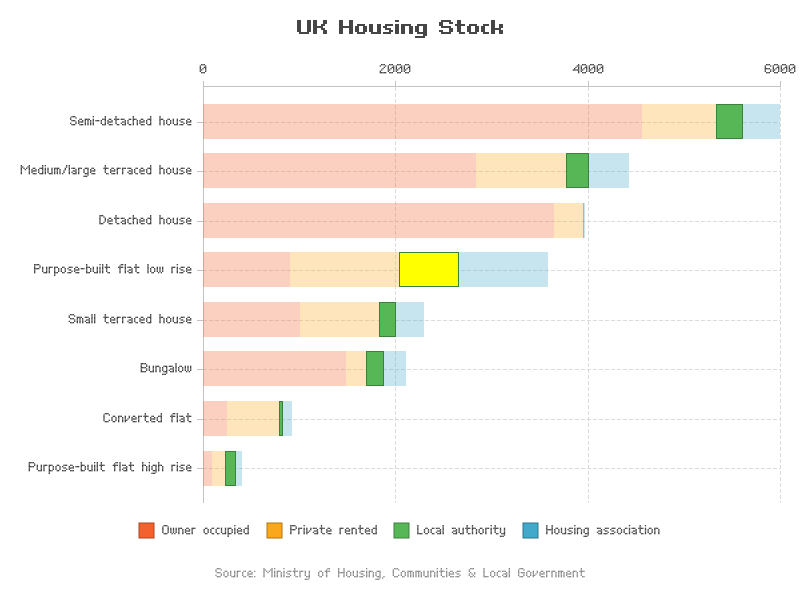 UK Housing Stock
0 2000 4000 6000
Semi-detached house
Medium/large terraced house
Detached house
Purpose-built flat low rise
Small terraced house
Bungalow
Converted flat
Purpose-built flat high rise
Owner occupied Private rented Local authority Housing association
Source: Ministry of Housing, Communities & Local Government